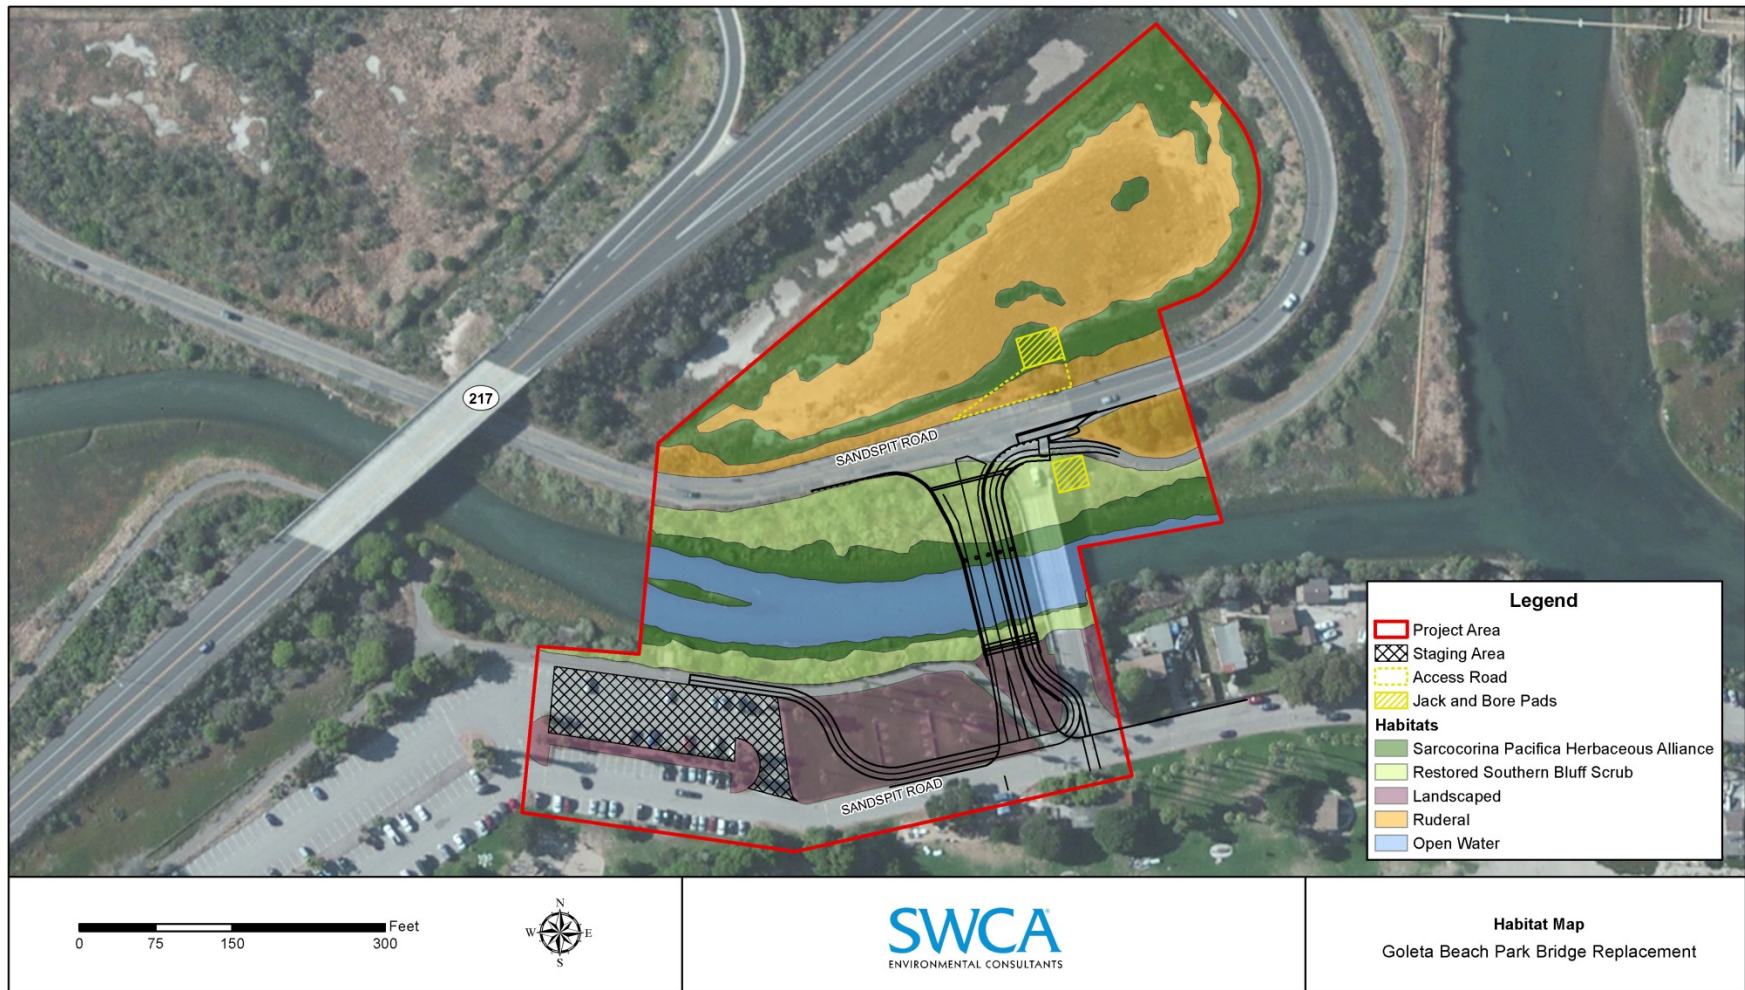 217
SANDSPIT ROAD
SANDSPIT ROAD
Legend
Project Area
Staging Area
Access Road
Jack and Bore Pads
Habitats
Sarcocorina Pacifica Herbaceous Alliance
Restored Southern Bluff Scrub
Landscaped
Ruderal
Open Water
Feet
0 75 150 300
N
W E
S
SWCA
ENVIRONMENTAL CONSULTANTS
Habitat Map
Goleta Beach Park Bridge Replacement